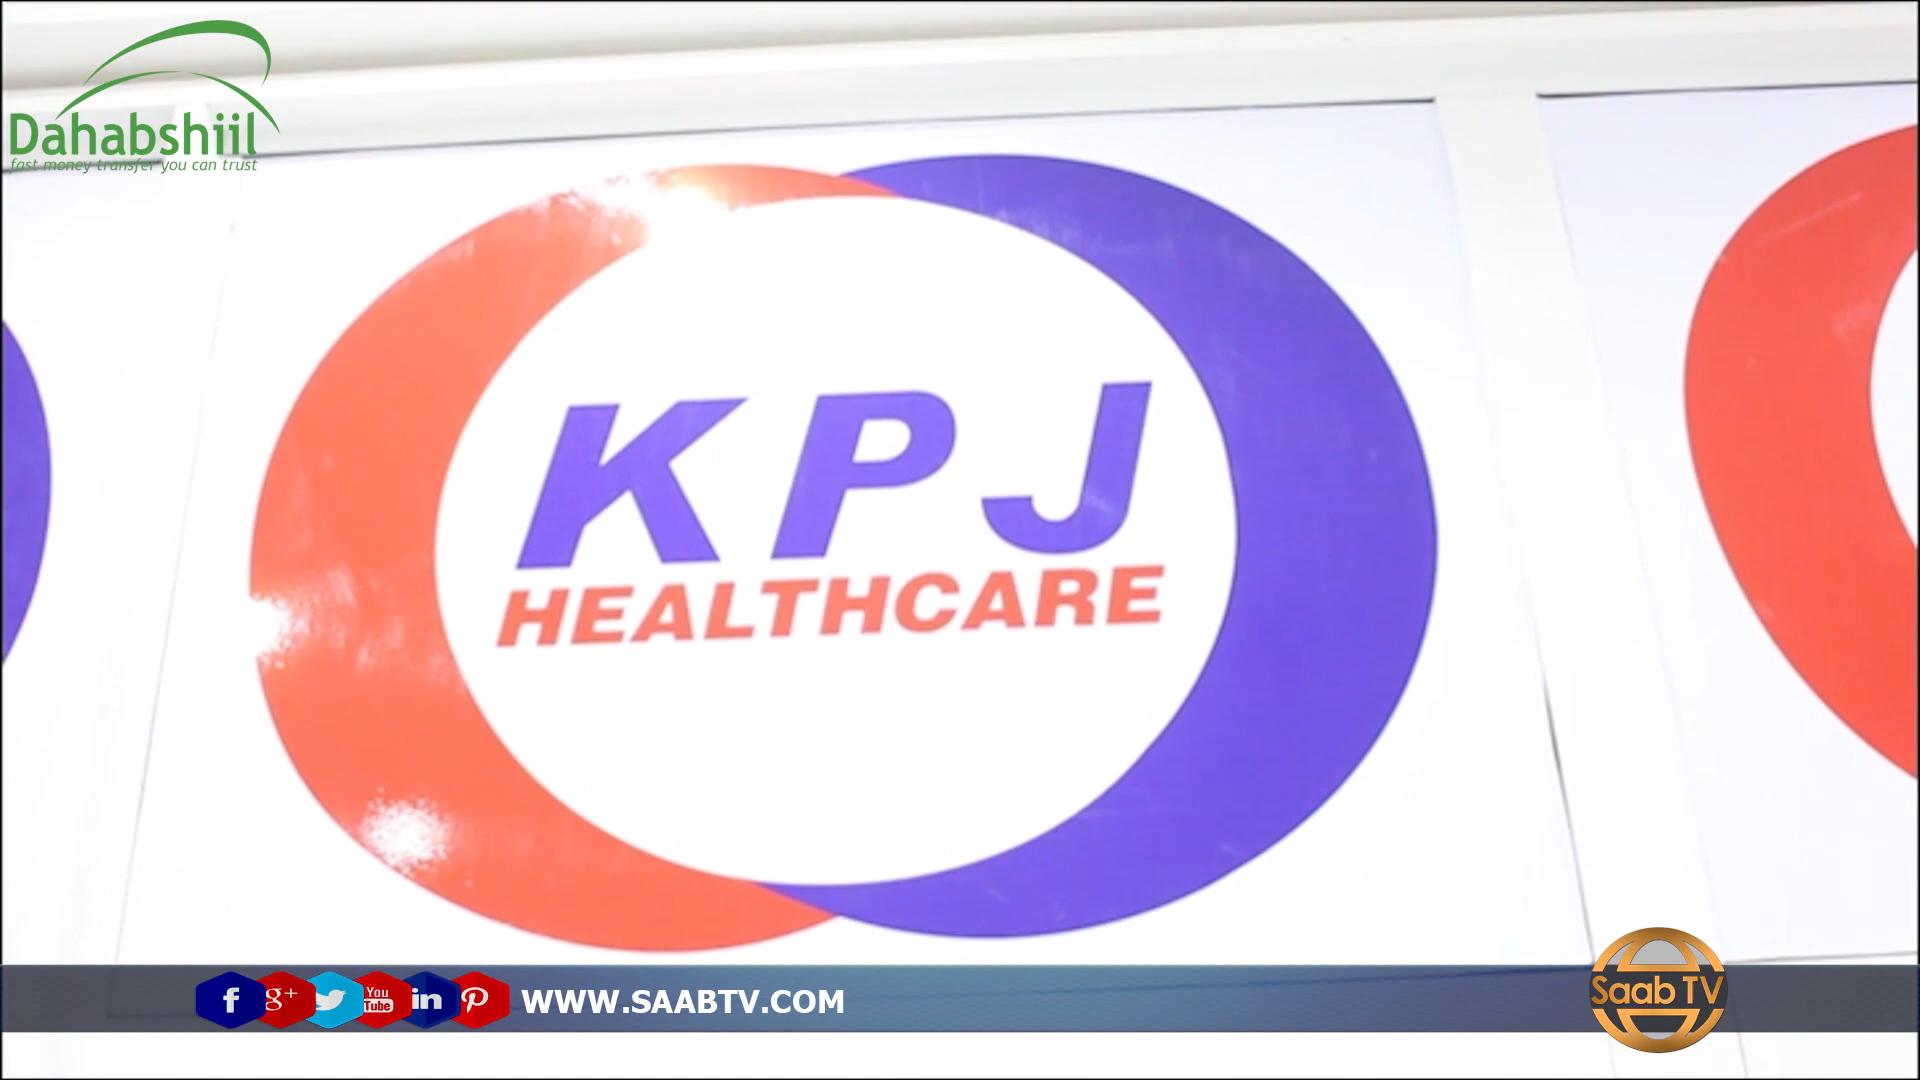 Dahabshiil
fast money transfer you can trust
KPJ
HEALTHCARE
f g+ You Tube in
WWW.SAABTV.COM
Saab TV